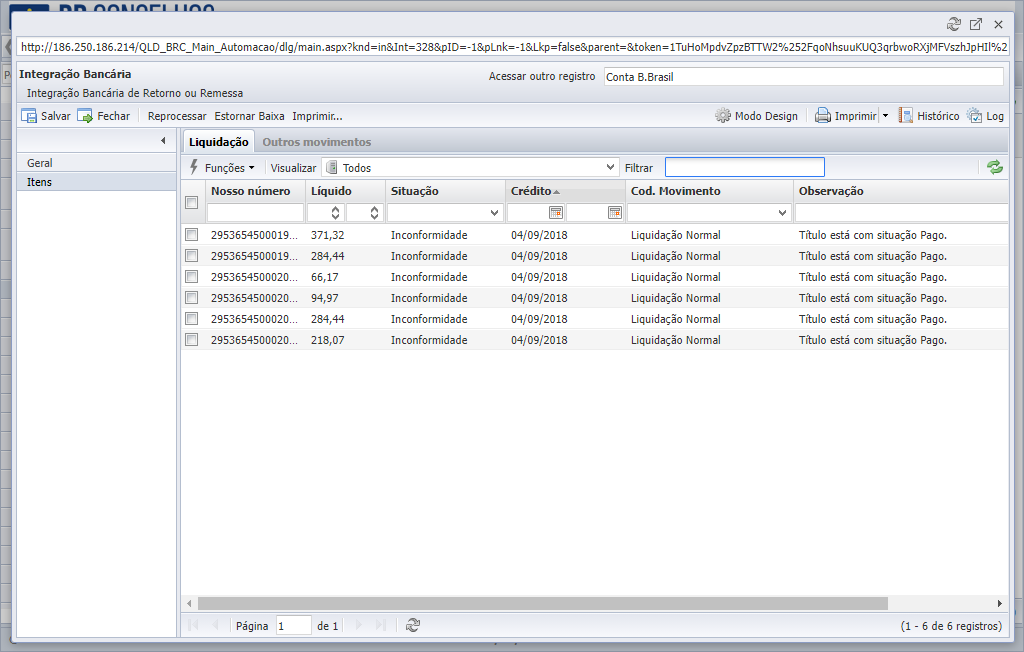 BR CONSELHOS
http://186.250.186.214/QLD_BRC_Main_Automacao/dlg/main.aspx?knd=in&Int=328&pID=-1&pLnk=-1&Lkp=false&parent=&token=1TuHoMpdvZpzBTTW2%252FqoNhsuuKUQ3qrbwoRXjMFVszhJpHIl%2
Integração Bancária Acessar outro registro Conta B.Brasil
Integração Bancária de Retorno ou Remessa
Salvar Fechar Reprocessar Estornar Baixa Imprimir... Modo Design Imprimir Histórico Log
Liquidação Outros movimentos
Geral
Funções Visualizar Todos Filtrar
Itens
Nosso número Líquido Situação Crédito Cod. Movimento Observação
2953654500019... 371,32 Inconformidade 04/09/2018 Liquidação Normal Título está com situação Pago.
2953654500019... 284,44 Inconformidade 04/09/2018 Liquidação Normal Título está com situação Pago.
2953654500020... 66,17 Inconformidade 04/09/2018 Liquidação Normal Título está com situação Pago.
2953654500020... 94,97 Inconformidade 04/09/2018 Liquidação Normal Título está com situação Pago.
2953654500020... 284,44 Inconformidade 04/09/2018 Liquidação Normal Título está com situação Pago.
2953654500020... 218,07 Inconformidade 04/09/2018 Liquidação Normal Título está com situação Pago.
Página 1 de 1 (1 - 6 de 6 registros)